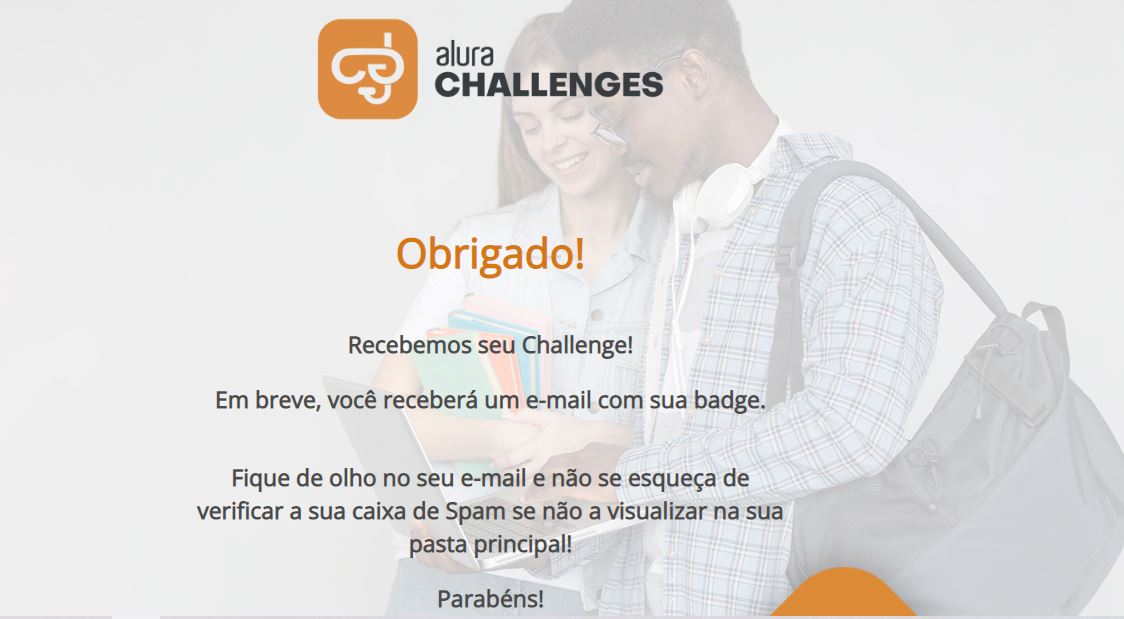 alura
CHALLENGES
Obrigado!
Recebemos seu Challenge!
Em breve, você receberá um e-mail com sua badge.
Fique de olho no seu e-mail e não se esqueça de
verificar a sua caixa de Spam se não a visualizar na sua
pasta principal!
Parabéns!